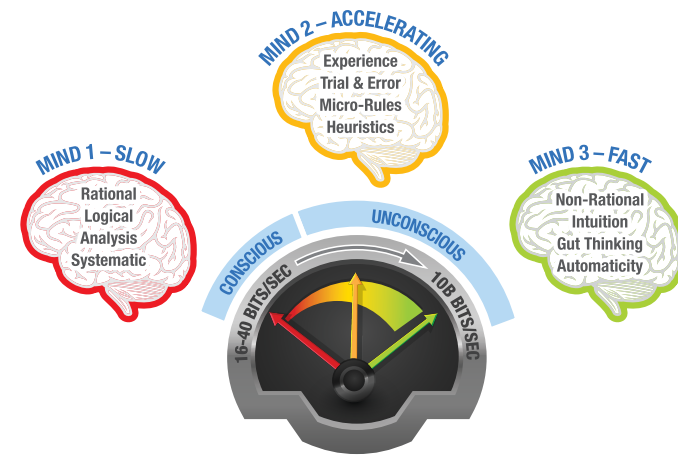 MIND 2 – ACCELERATING
Experience
Trial & Error
Micro-Rules
Heuristics
MIND 1 – SLOW
Rational
Logical
Analysis
Systematic
MIND 3 – FAST
Non-Rational
Intuition
Gut Thinking
Automaticity
CONSCIOUS
UNCONSCIOUS
16-40 BITS/SEC
10B BITS/SEC